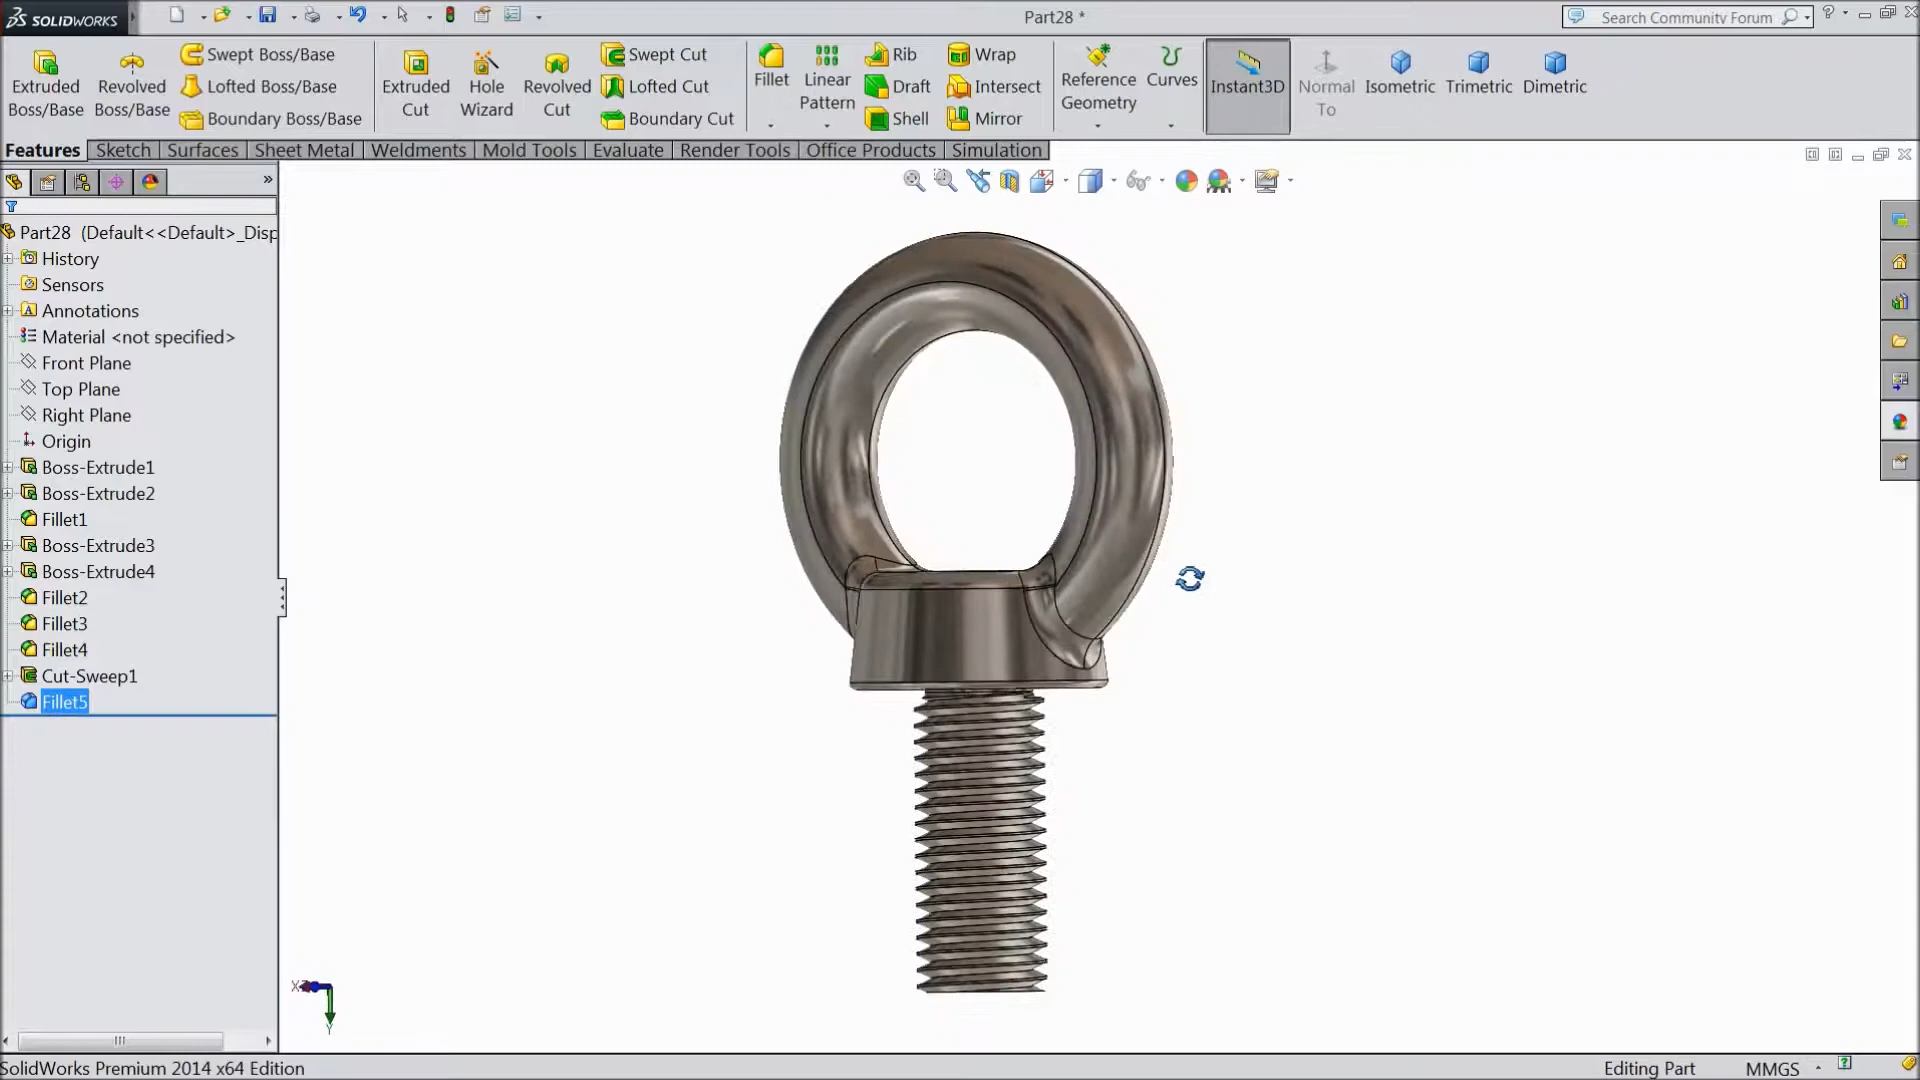 SOLIDWORKS
Part28 *
Search Community Forum
Extruded Boss/Base
Revolved Boss/Base
Swept Boss/Base
Lofted Boss/Base
Boundary Boss/Base
Extruded Cut
Hole Wizard
Revolved Cut
Swept Cut
Lofted Cut
Boundary Cut
Fillet
Linear Pattern
Rib
Draft
Shell
Wrap
Intersect
Mirror
Reference Geometry
Curves
Instant3D
Normal To
Isometric
Trimetric
Dimetric
Features
Sketch
Surfaces
Sheet Metal
Weldments
Mold Tools
Evaluate
Render Tools
Office Products
Simulation
Part28 (Default<<Default>_Disp
History
Sensors
Annotations
Material <not specified>
Front Plane
Top Plane
Right Plane
Origin
Boss-Extrude1
Boss-Extrude2
Fillet1
Boss-Extrude3
Boss-Extrude4
Fillet2
Fillet3
Fillet4
Cut-Sweep1
Fillet5
X
Y
SolidWorks Premium 2014 x64 Edition
Editing Part
MMGS